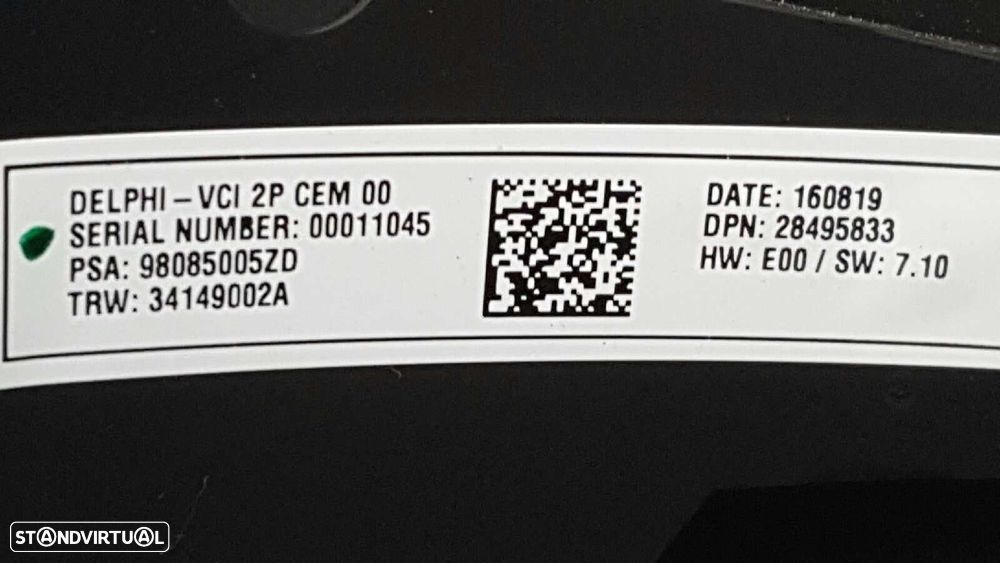 DELPHI – VCI 2P CEM 00
SERIAL NUMBER: 00011045
PSA: 98085005ZD
TRW: 34149002A
DATE: 160819
DPN: 28495833
HW: E00 / SW: 7.10
STANDVIRTUAL